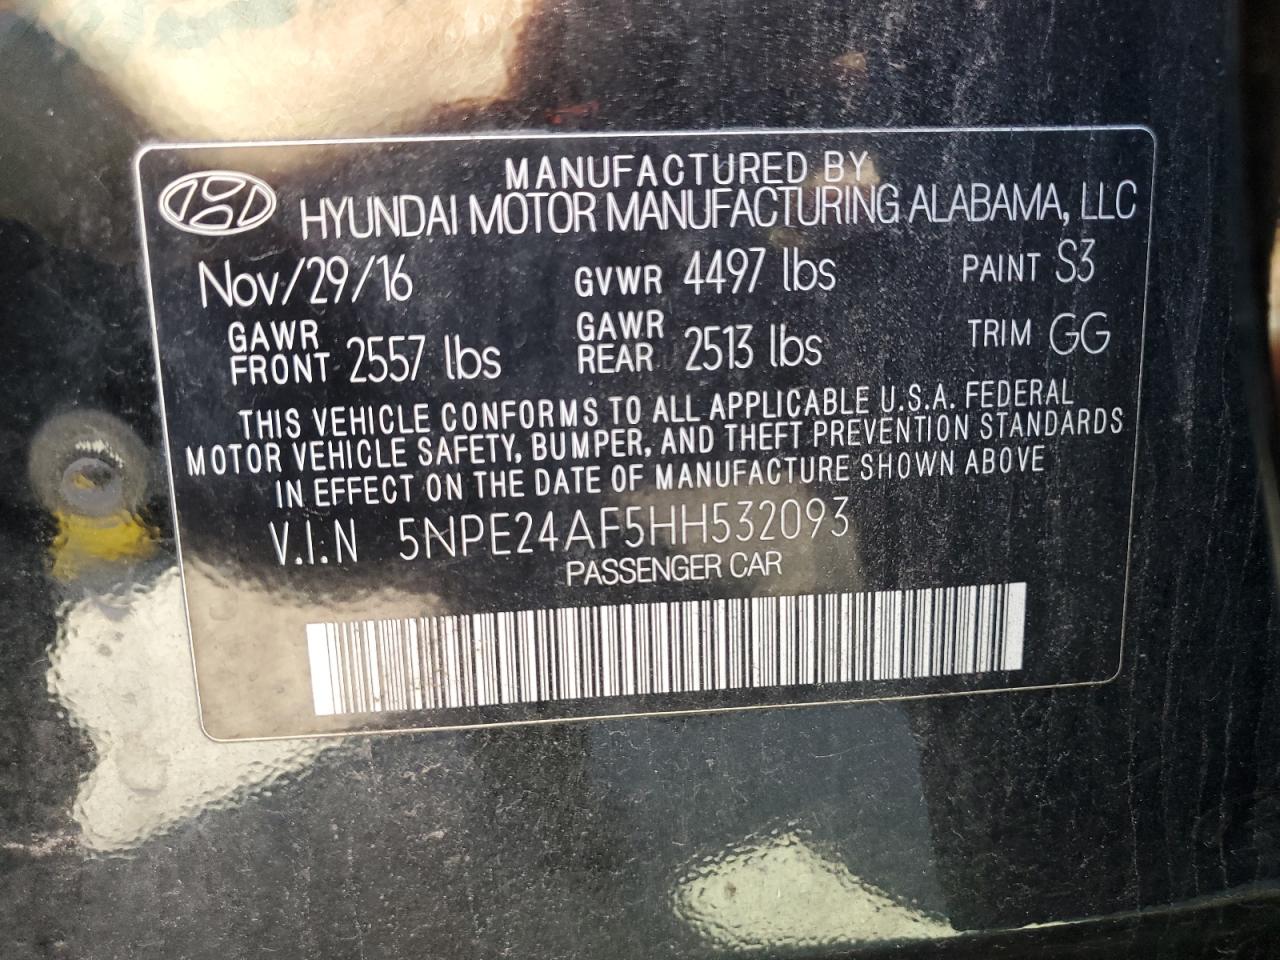 MANUFACTURED BY
HYUNDAI MOTOR MANUFACTURING ALABAMA, LLC
Nov/29/16 GVWR 4497 lbs PAINT S3
GAWR FRONT 2557 lbs GAWR REAR 2513 lbs TRIM GG
THIS VEHICLE CONFORMS TO ALL APPLICABLE U.S.A. FEDERAL
MOTOR VEHICLE SAFETY, BUMPER, AND THEFT PREVENTION STANDARDS
IN EFFECT ON THE DATE OF MANUFACTURE SHOWN ABOVE
V.I.N 5NPE24AF5HH532093
PASSENGER CAR